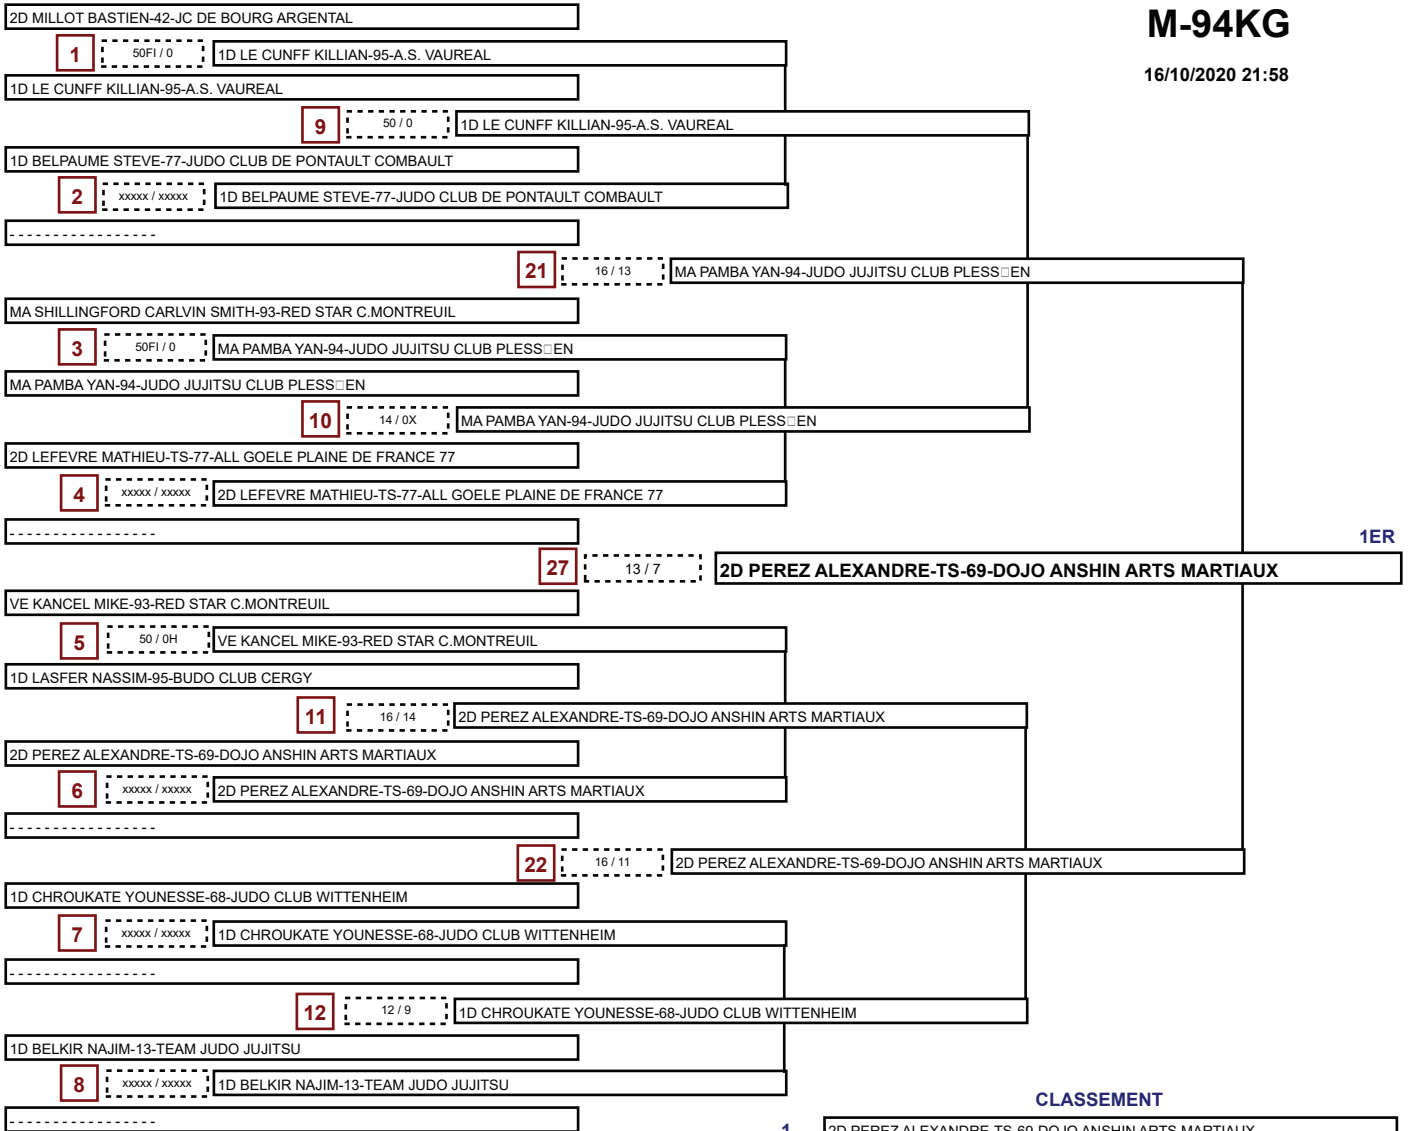 2D MILLOT BASTIEN-42-JC DE BOURG ARGENTAL
M-94KG
1 50FI / 0 1D LE CUNFF KILLIAN-95-A.S. VAUREAL
16/10/2020 21:58
1D LE CUNFF KILLIAN-95-A.S. VAUREAL
9 50 / 0 1D LE CUNFF KILLIAN-95-A.S. VAUREAL
1D BELPAUME STEVE-77-JUDO CLUB DE PONTAULT COMBAULT
2 xxxxx / xxxxx 1D BELPAUME STEVE-77-JUDO CLUB DE PONTAULT COMBAULT
- - - - - - - - - - - - - - - - -
21 16 / 13 MA PAMBA YAN-94-JUDO JUJITSU CLUB PLESS□EN
MA SHILLINGFORD CARLVIN SMITH-93-RED STAR C.MONTREUIL
3 50FI / 0 MA PAMBA YAN-94-JUDO JUJITSU CLUB PLESS□EN
MA PAMBA YAN-94-JUDO JUJITSU CLUB PLESS□EN
10 14 / 0X MA PAMBA YAN-94-JUDO JUJITSU CLUB PLESS□EN
2D LEFEVRE MATHIEU-TS-77-ALL GOELE PLAINE DE FRANCE 77
4 xxxxx / xxxxx 2D LEFEVRE MATHIEU-TS-77-ALL GOELE PLAINE DE FRANCE 77
- - - - - - - - - - - - - - - - -
1ER
27 13 / 7 2D PEREZ ALEXANDRE-TS-69-DOJO ANSHIN ARTS MARTIAUX
VE KANCEL MIKE-93-RED STAR C.MONTREUIL
5 50 / 0H VE KANCEL MIKE-93-RED STAR C.MONTREUIL
1D LASFER NASSIM-95-BUDO CLUB CERGY
11 16 / 14 2D PEREZ ALEXANDRE-TS-69-DOJO ANSHIN ARTS MARTIAUX
2D PEREZ ALEXANDRE-TS-69-DOJO ANSHIN ARTS MARTIAUX
6 xxxxx / xxxxx 2D PEREZ ALEXANDRE-TS-69-DOJO ANSHIN ARTS MARTIAUX
- - - - - - - - - - - - - - - - -
22 16 / 11 2D PEREZ ALEXANDRE-TS-69-DOJO ANSHIN ARTS MARTIAUX
1D CHROUKATE YOUNESSE-68-JUDO CLUB WITTENHEIM
7 xxxxx / xxxxx 1D CHROUKATE YOUNESSE-68-JUDO CLUB WITTENHEIM
- - - - - - - - - - - - - - - - -
12 12 / 9 1D CHROUKATE YOUNESSE-68-JUDO CLUB WITTENHEIM
1D BELKIR NAJIM-13-TEAM JUDO JUJITSU
8 xxxxx / xxxxx 1D BELKIR NAJIM-13-TEAM JUDO JUJITSU
CLASSEMENT
- - - - - - - - - - - - - - - - -
1 2D PEREZ ALEXANDRE-TS-69-DOJO ANSHIN ARTS MARTIAUX